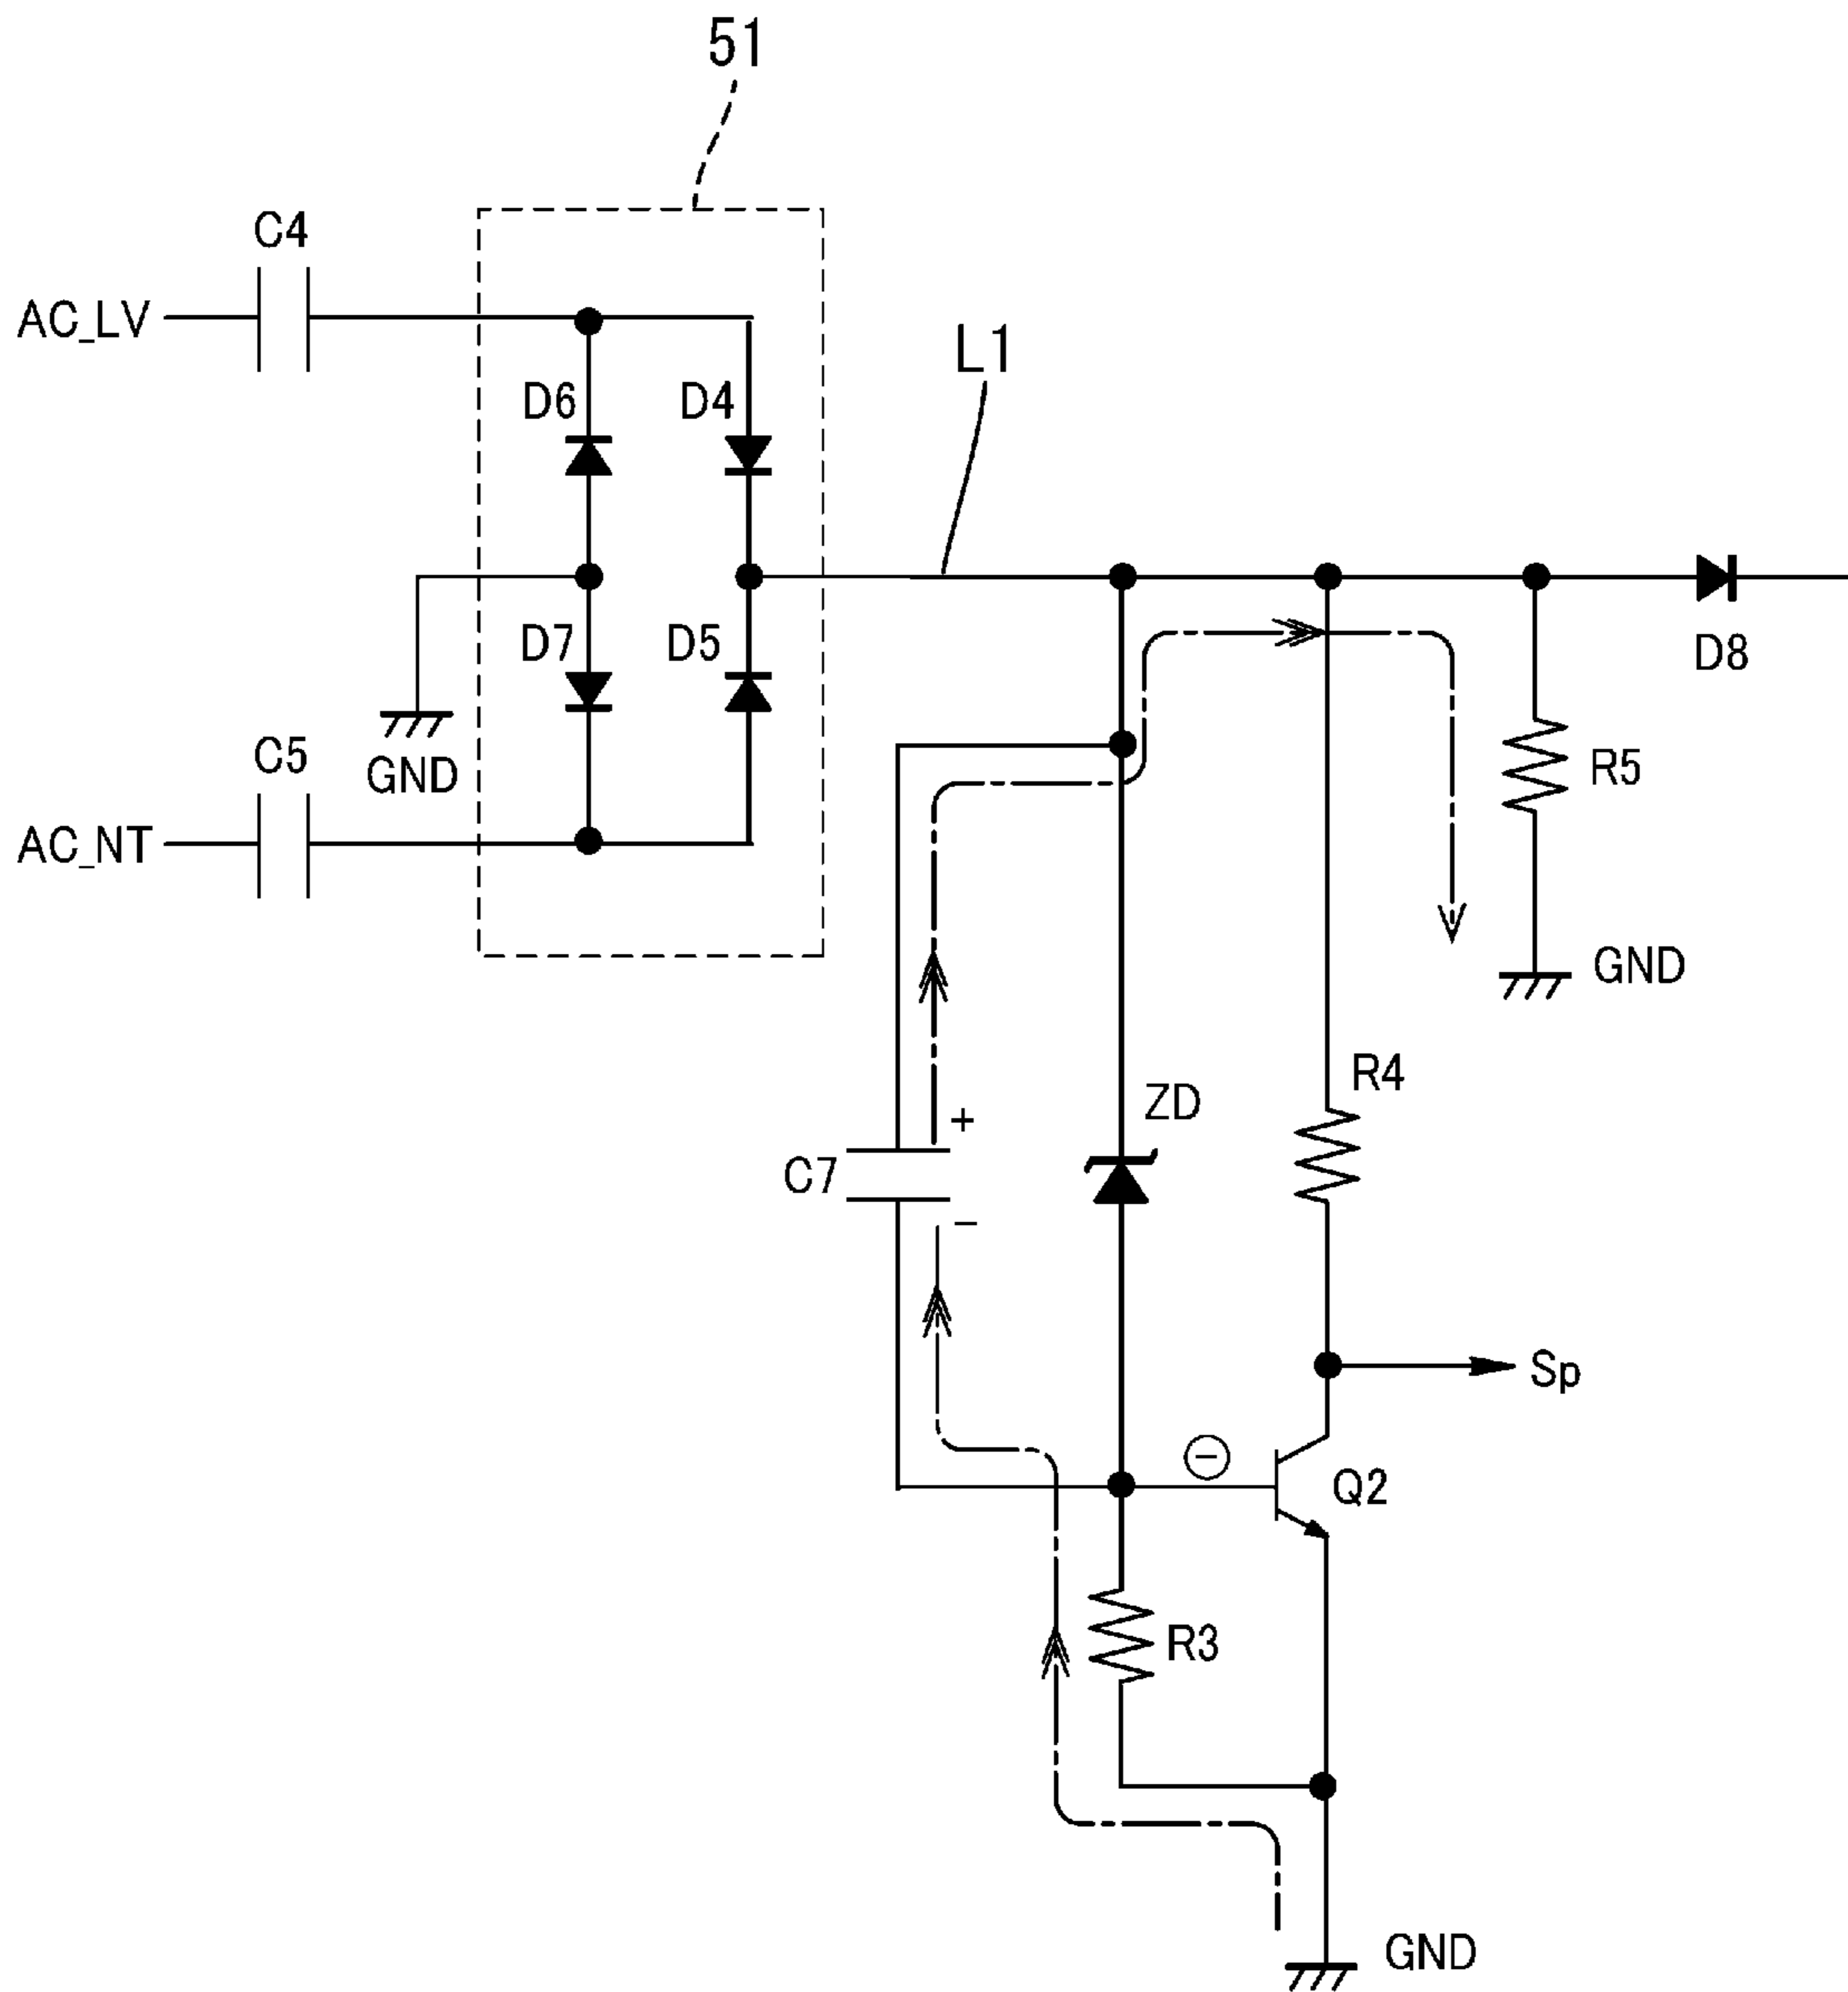 51
C4
AC_LV
L1
D6
D4
D7
D5
D8
C5
GND
R5
AC_NT
GND
R4
ZD
+
C7
−
Sp
−
Q2
R3
GND